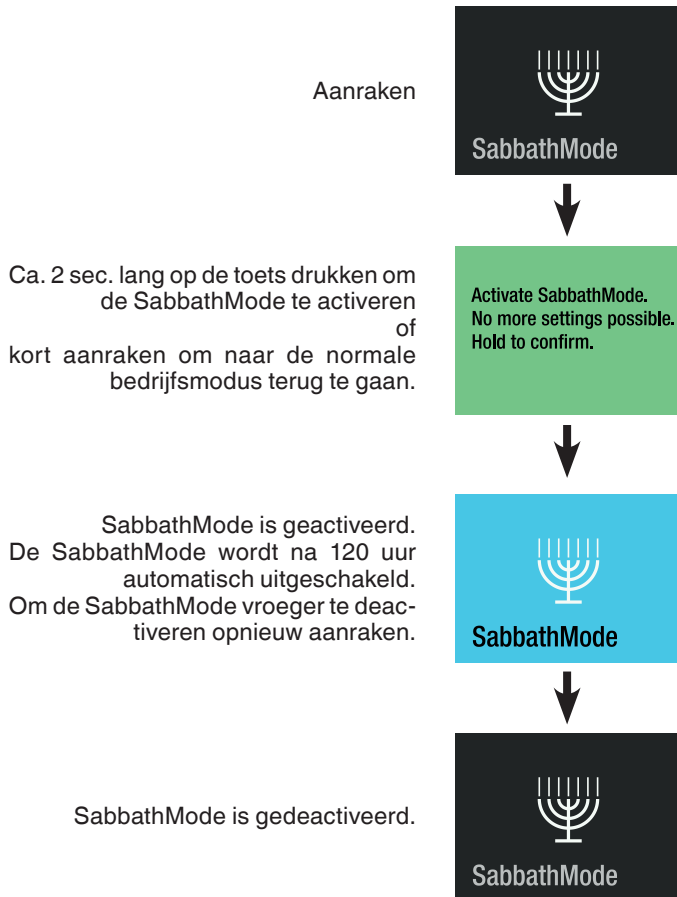 Aanraken
SabbathMode
Ca. 2 sec. lang op de toets drukken om
de SabbathMode te activeren
of
kort aanraken om naar de normale
bedrijfsmodus terug te gaan.
Activate SabbathMode.
No more settings possible.
Hold to confirm.
SabbathMode is geactiveerd.
De SabbathMode wordt na 120 uur
automatisch uitgeschakeld.
Om de SabbathMode vroeger te deac-
tiveren opnieuw aanraken.
SabbathMode
SabbathMode is gedeactiveerd.
SabbathMode